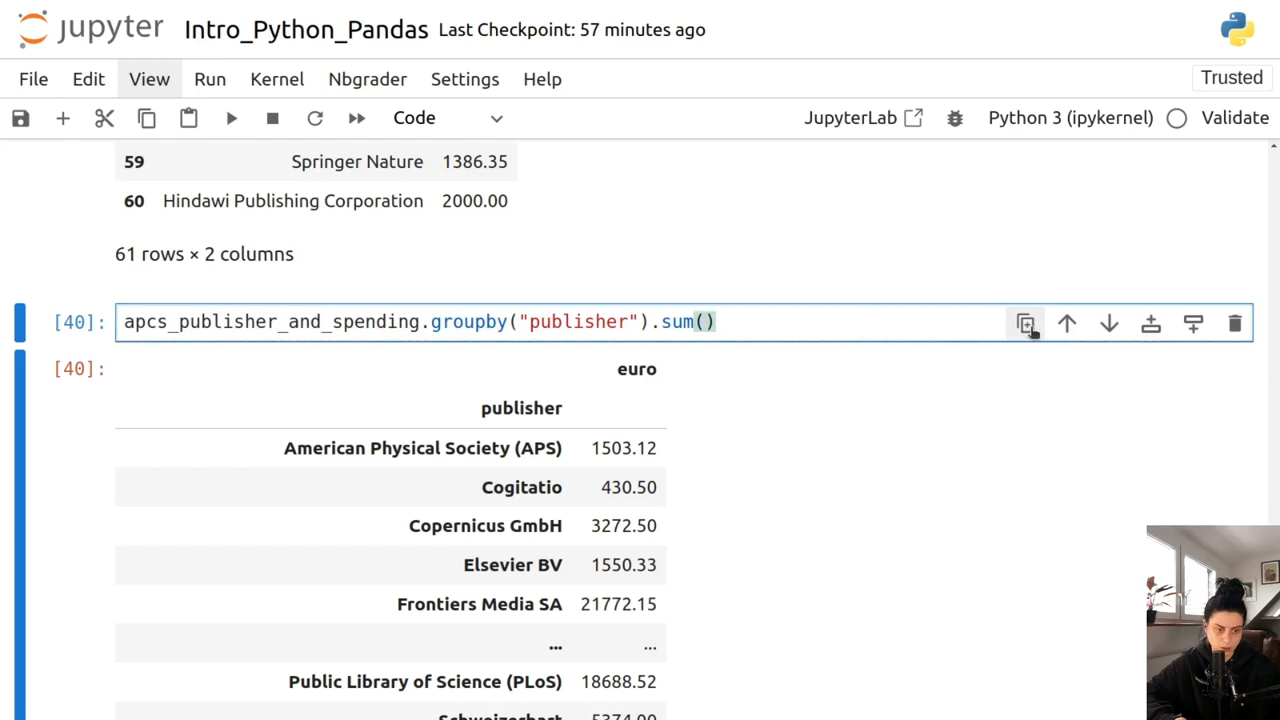 jupyter Intro_Python_Pandas Last Checkpoint: 57 minutes ago
File Edit View Run Kernel Nbgrader Settings Help Trusted
Code JupyterLab Python 3 (ipykernel) Validate
59 Springer Nature 1386.35
60 Hindawi Publishing Corporation 2000.00
61 rows × 2 columns
[40]: apcs_publisher_and_spending.groupby("publisher").sum()
[40]: euro
publisher
American Physical Society (APS) 1503.12
Cogitatio 430.50
Copernicus GmbH 3272.50
Elsevier BV 1550.33
Frontiers Media SA 21772.15
... ...
Public Library of Science (PLoS) 18688.52
Schweizerbart 5374.00